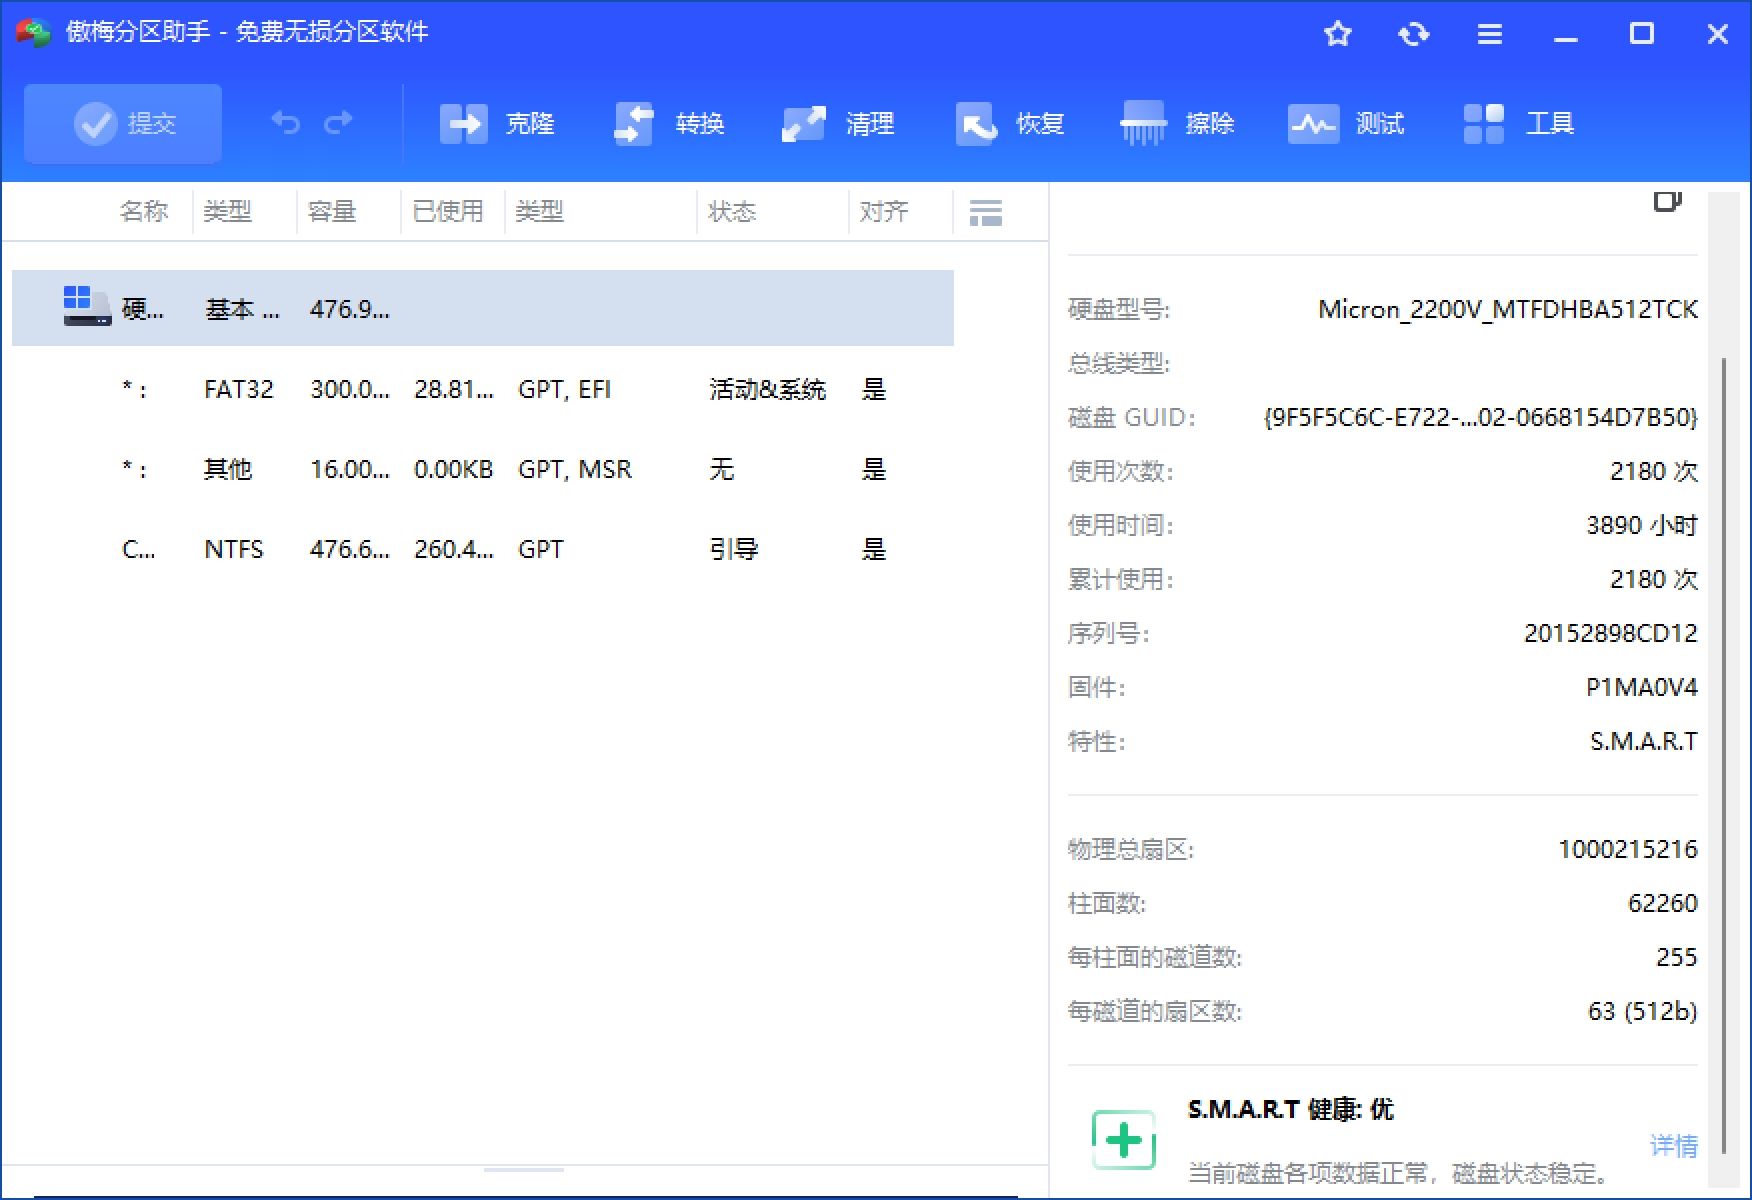 傲梅分区助手 - 免费无损分区软件
提交 克隆 转换 清理 恢复 擦除 测试 工具
名称 类型 容量 已使用 类型 状态 对齐
硬... 基本 ... 476.9...
* : FAT32 300.0... 28.81... GPT, EFI 活动&系统 是
* : 其他 16.00... 0.00KB GPT, MSR 无 是
C... NTFS 476.6... 260.4... GPT 引导 是
硬盘型号: Micron_2200V_MTFDHBA512TCK
总线类型:
磁盘 GUID: {9F5F5C6C-E722-...02-0668154D7B50}
使用次数: 2180 次
使用时间: 3890 小时
累计使用: 2180 次
序列号: 20152898CD12
固件: P1MA0V4
特性: S.M.A.R.T
物理总扇区: 1000215216
柱面数: 62260
每柱面的磁道数: 255
每磁道的扇区数: 63 (512b)
S.M.A.R.T 健康: 优
详情
当前磁盘各项数据正常，磁盘状态稳定。